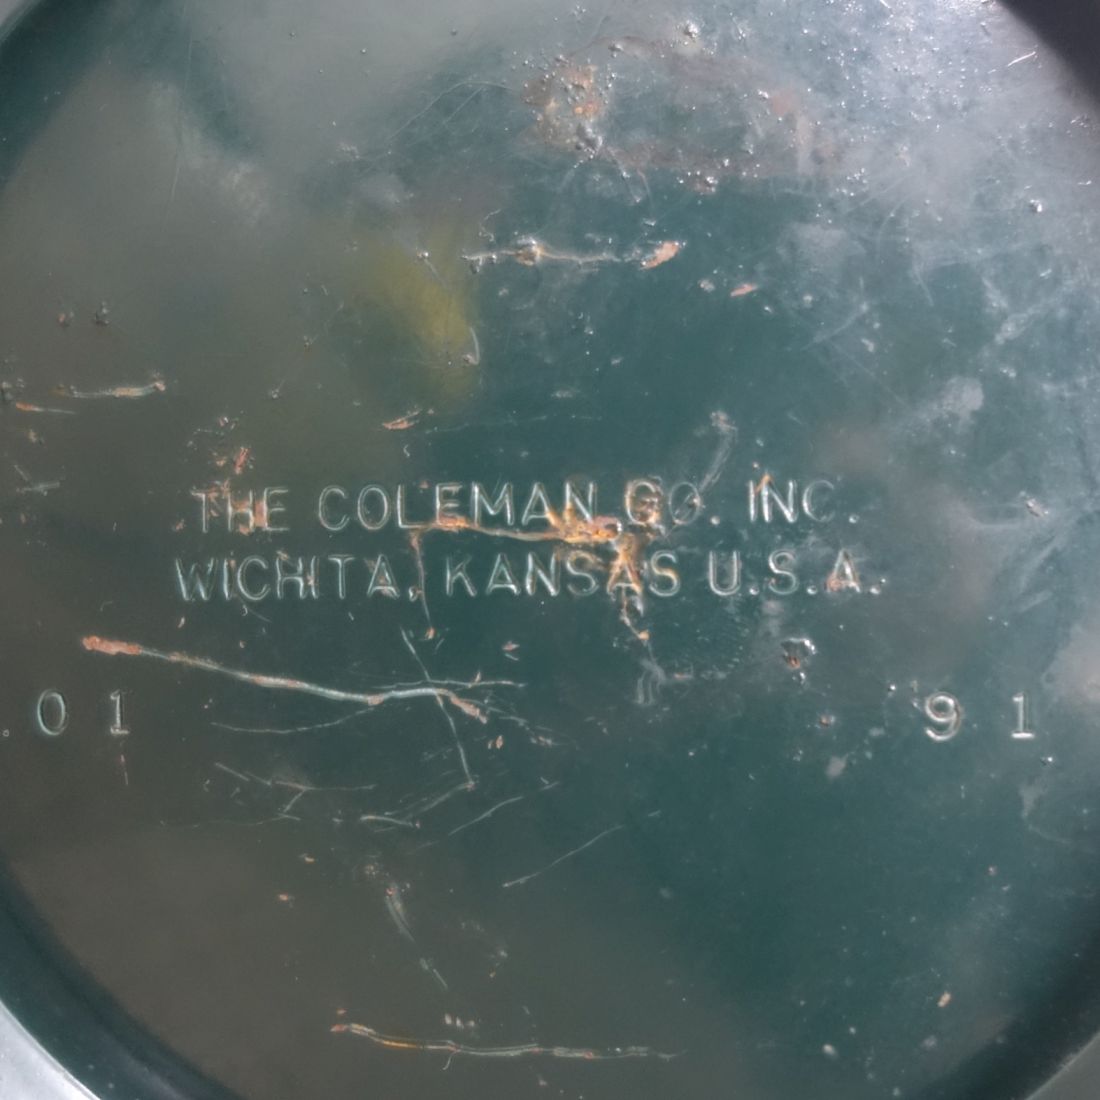 THE COLEMAN CO. INC.
WICHITA, KANSAS U.S.A.
01 91